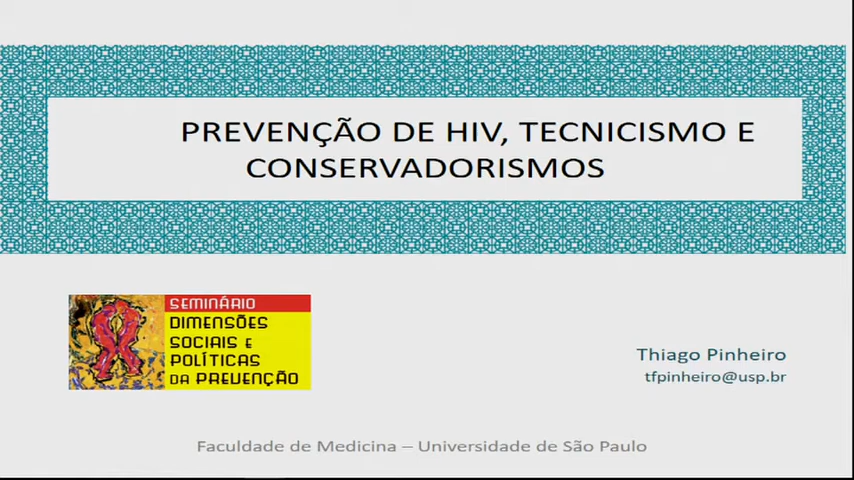 PREVENÇÃO DE HIV, TECNICISMO E
CONSERVADORISMOS
SEMINÁRIO
DIMENSÕES
SOCIAIS E
POLÍTICAS
DA PREVENÇÃO
Thiago Pinheiro
tfpinheiro@usp.br
Faculdade de Medicina – Universidade de São Paulo